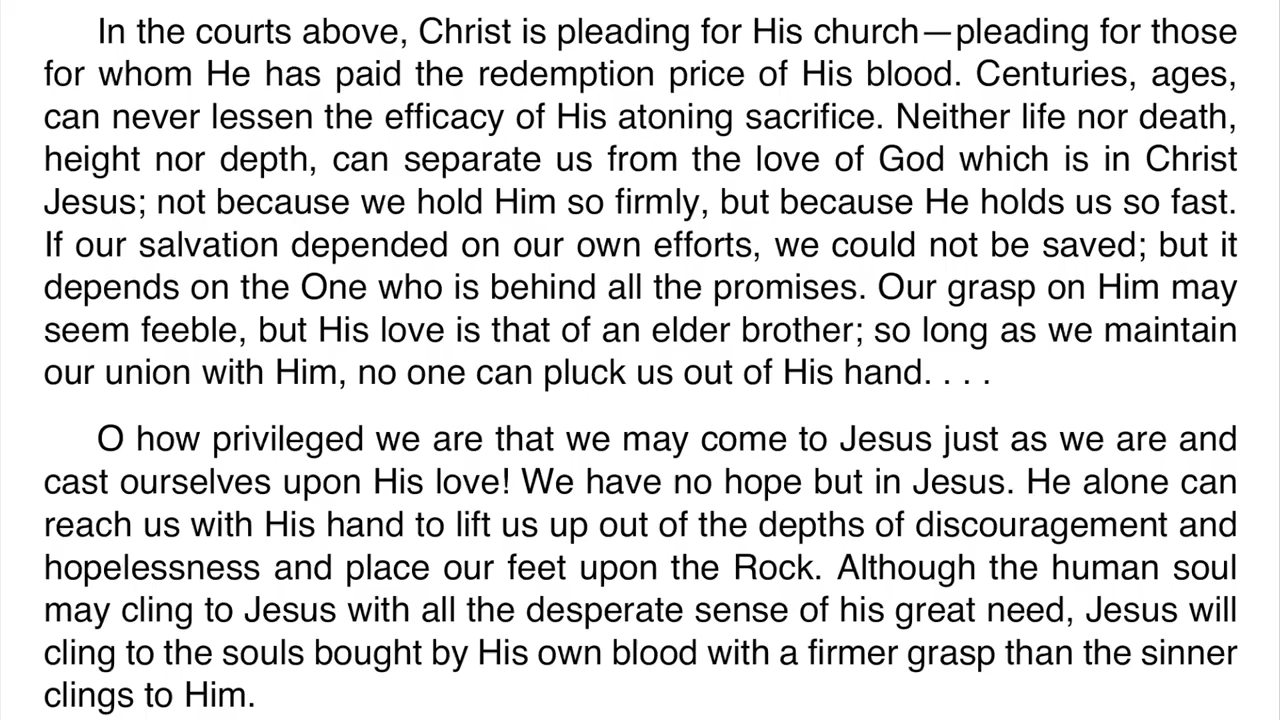 In the courts above, Christ is pleading for His church—pleading for those
for whom He has paid the redemption price of His blood. Centuries, ages,
can never lessen the efficacy of His atoning sacrifice. Neither life nor death,
height nor depth, can separate us from the love of God which is in Christ
Jesus; not because we hold Him so firmly, but because He holds us so fast.
If our salvation depended on our own efforts, we could not be saved; but it
depends on the One who is behind all the promises. Our grasp on Him may
seem feeble, but His love is that of an elder brother; so long as we maintain
our union with Him, no one can pluck us out of His hand. . . .
O how privileged we are that we may come to Jesus just as we are and
cast ourselves upon His love! We have no hope but in Jesus. He alone can
reach us with His hand to lift us up out of the depths of discouragement and
hopelessness and place our feet upon the Rock. Although the human soul
may cling to Jesus with all the desperate sense of his great need, Jesus will
cling to the souls bought by His own blood with a firmer grasp than the sinner
clings to Him.